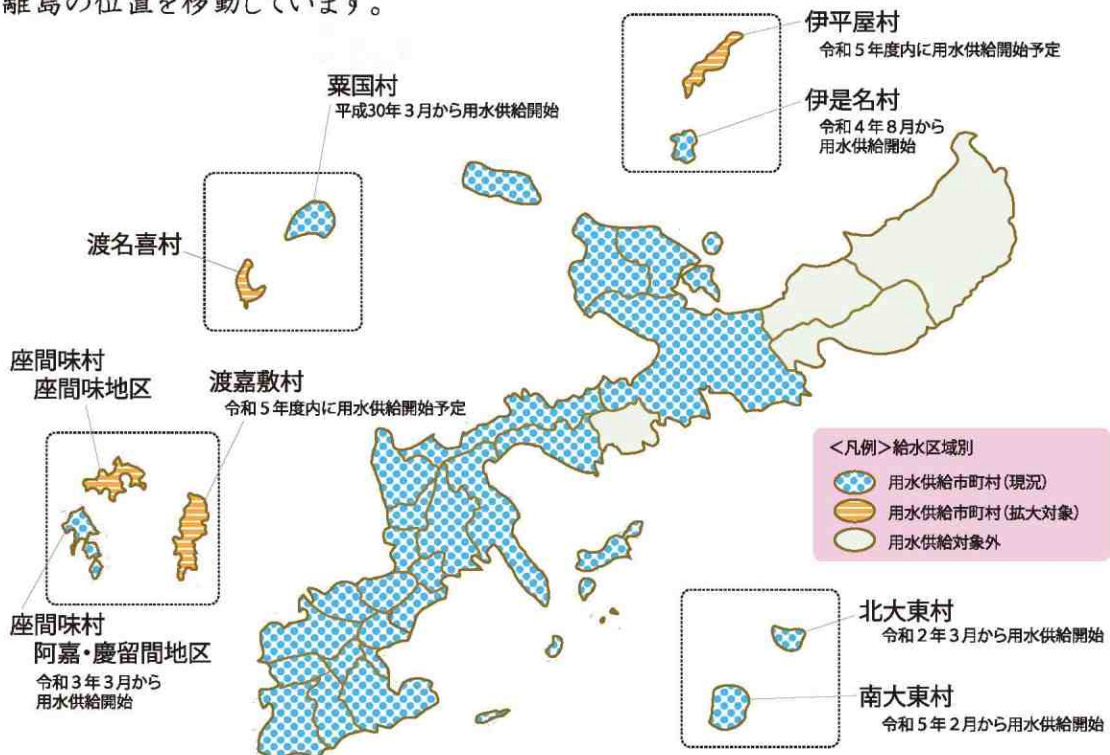 離島の位置を移動しています。
伊平屋村
令和5年度内に用水供給開始予定
伊是名村
令和4年8月から
用水供給開始
粟国村
平成30年3月から用水供給開始
渡名喜村
座間味村
座間味地区
渡嘉敷村
令和5年度内に用水供給開始予定
座間味村
阿嘉・慶留間地区
令和3年3月から
用水供給開始
<凡例>給水区域別
用水供給市町村(現況)
用水供給市町村(拡大対象)
用水供給対象外
北大東村
令和2年3月から用水供給開始
南大東村
令和5年2月から用水供給開始